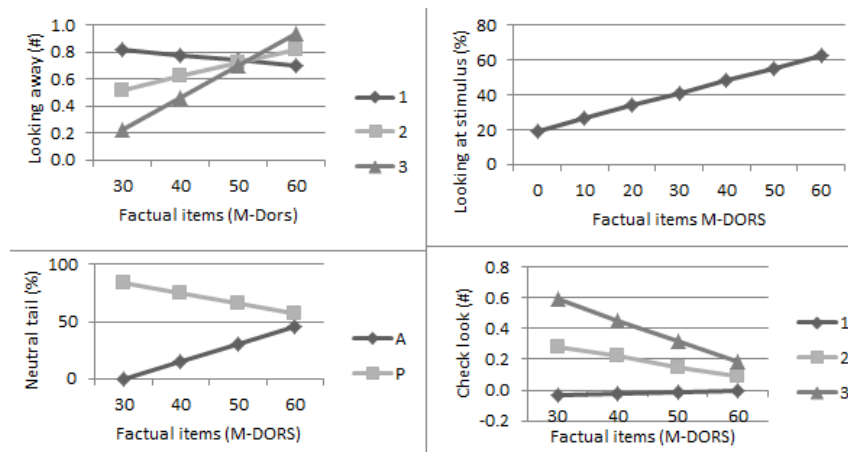 Looking away (#)
1.0
0.8
0.6
0.4
0.2
0.0
30 40 50 60
Factual items (M-Dors)
1
2
3
Looking at stimulus (%)
80
60
40
20
0
0 10 20 30 40 50 60
Factual items M-DORS
Neutral tail (%)
100
50
0
30 40 50 60
Factual items (M-DORS)
A
P
Check look (#)
0.8
0.6
0.4
0.2
0.0
-0.2
30 40 50 60
Factual items (M-DORS)
1
2
3